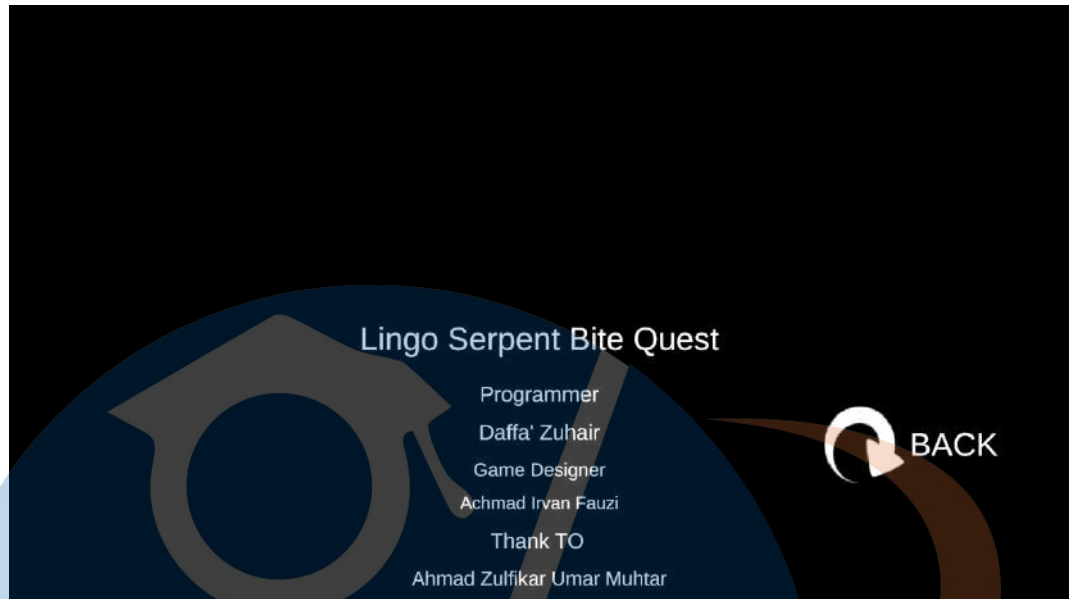 Lingo Serpent Bite Quest
Programmer
Daffa' Zuhair
Game Designer
Achmad Irvan Fauzi
Thank TO
Ahmad Zulfikar Umar Muhtar
BACK